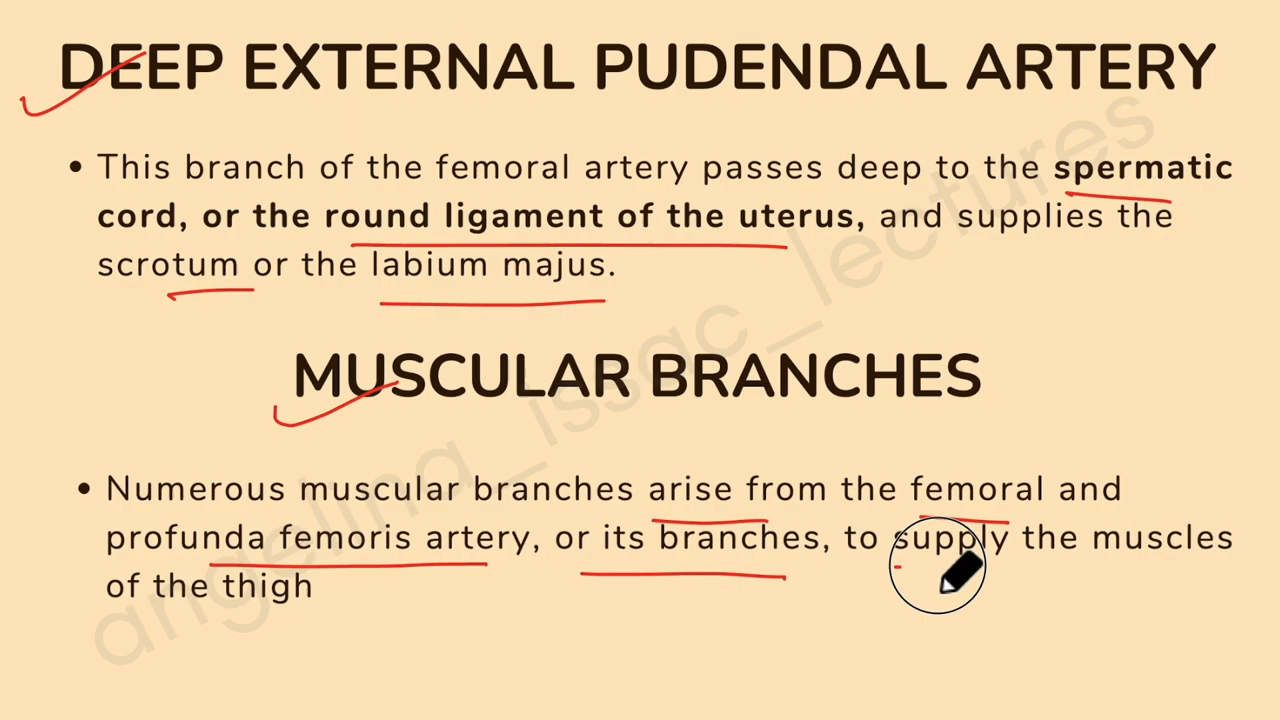 DEEP EXTERNAL PUDENDAL ARTERY
• This branch of the femoral artery passes deep to the spermatic
cord, or the round ligament of the uterus, and supplies the
scrotum or the labium majus.
MUSCULAR BRANCHES
• Numerous muscular branches arise from the femoral and
profunda femoris artery, or its branches, to supply the muscles
of the thigh
angelina_issac_lectures